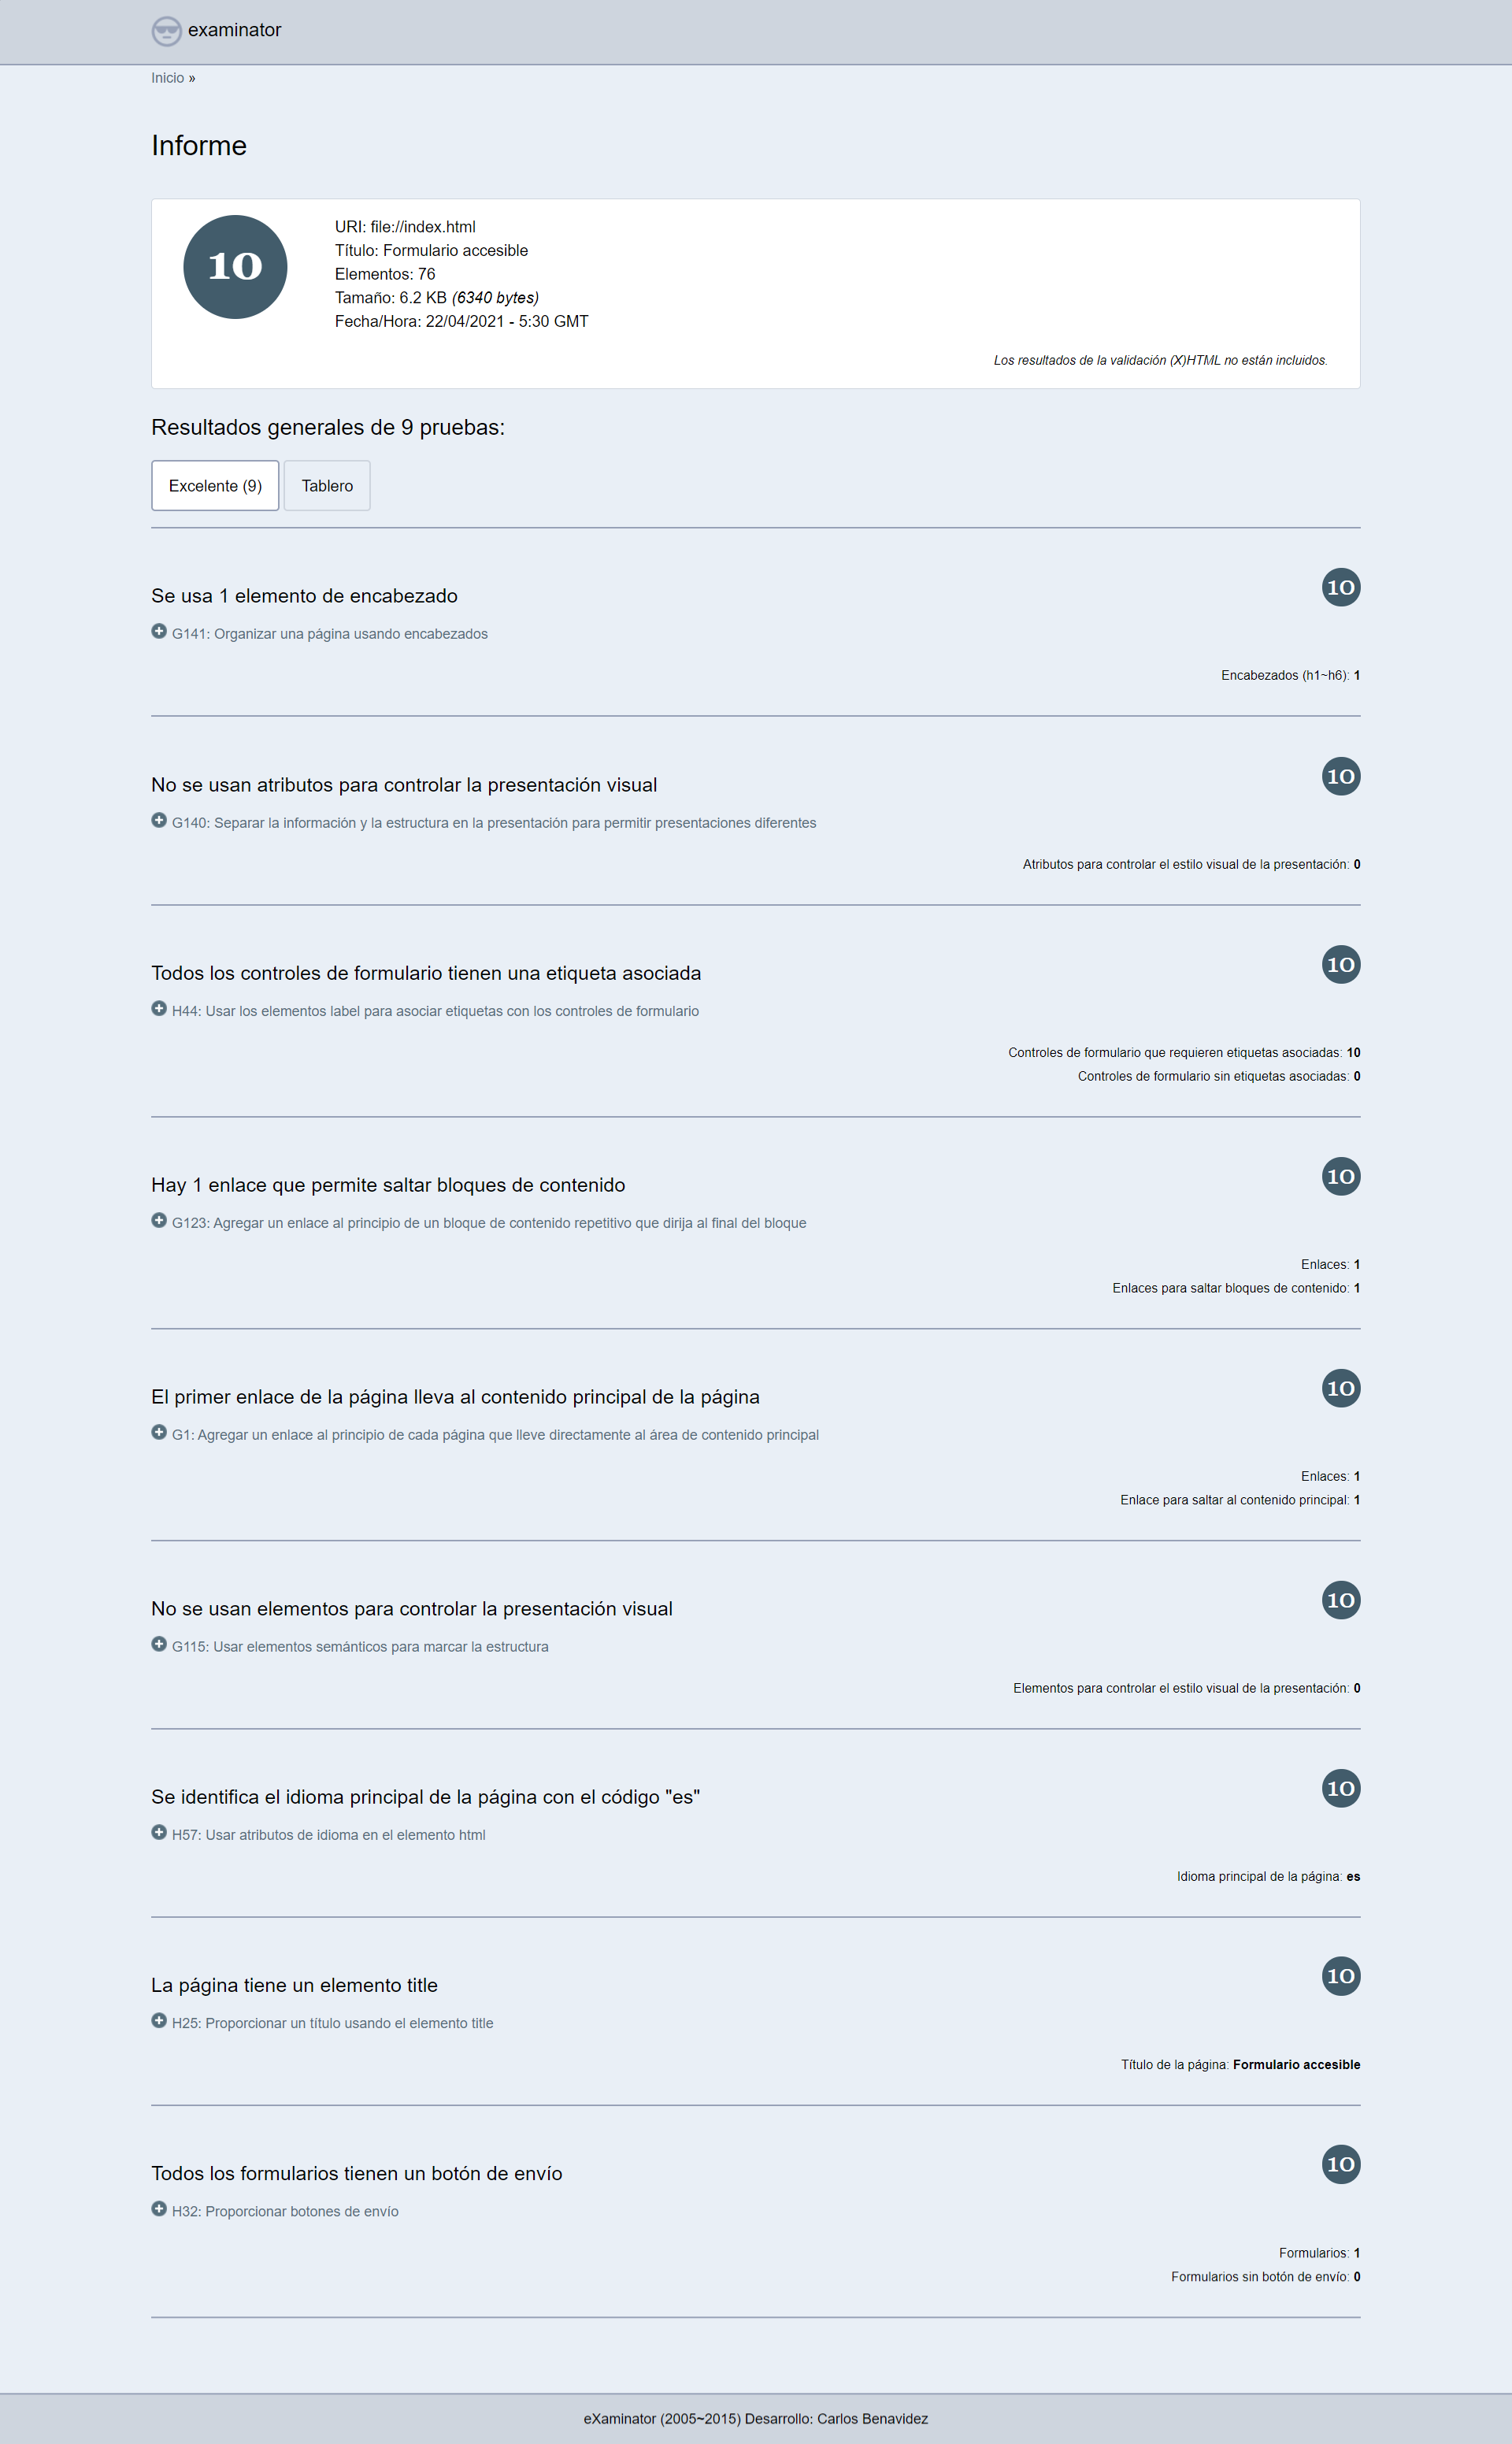 examinator
Inicio »
Informe
10
URI: file://index.html
Título: Formulario accesible
Elementos: 76
Tamaño: 6.2 KB (6340 bytes)
Fecha/Hora: 22/04/2021 - 5:30 GMT
Los resultados de la validación (X)HTML no están incluidos.
Resultados generales de 9 pruebas:
Excelente (9) Tablero
10
Se usa 1 elemento de encabezado
G141: Organizar una página usando encabezados
Encabezados (h1~h6): 1
10
No se usan atributos para controlar la presentación visual
G140: Separar la información y la estructura en la presentación para permitir presentaciones diferentes
Atributos para controlar el estilo visual de la presentación: 0
10
Todos los controles de formulario tienen una etiqueta asociada
H44: Usar los elementos label para asociar etiquetas con los controles de formulario
Controles de formulario que requieren etiquetas asociadas: 10
Controles de formulario sin etiquetas asociadas: 0
10
Hay 1 enlace que permite saltar bloques de contenido
G123: Agregar un enlace al principio de un bloque de contenido repetitivo que dirija al final del bloque
Enlaces: 1
Enlaces para saltar bloques de contenido: 1
10
El primer enlace de la página lleva al contenido principal de la página
G1: Agregar un enlace al principio de cada página que lleve directamente al área de contenido principal
Enlaces: 1
Enlace para saltar al contenido principal: 1
10
No se usan elementos para controlar la presentación visual
G115: Usar elementos semánticos para marcar la estructura
Elementos para controlar el estilo visual de la presentación: 0
10
Se identifica el idioma principal de la página con el código "es"
H57: Usar atributos de idioma en el elemento html
Idioma principal de la página: es
10
La página tiene un elemento title
H25: Proporcionar un título usando el elemento title
Título de la página: Formulario accesible
10
Todos los formularios tienen un botón de envío
H32: Proporcionar botones de envío
Formularios: 1
Formularios sin botón de envío: 0
eXaminator (2005~2015) Desarrollo: Carlos Benavidez